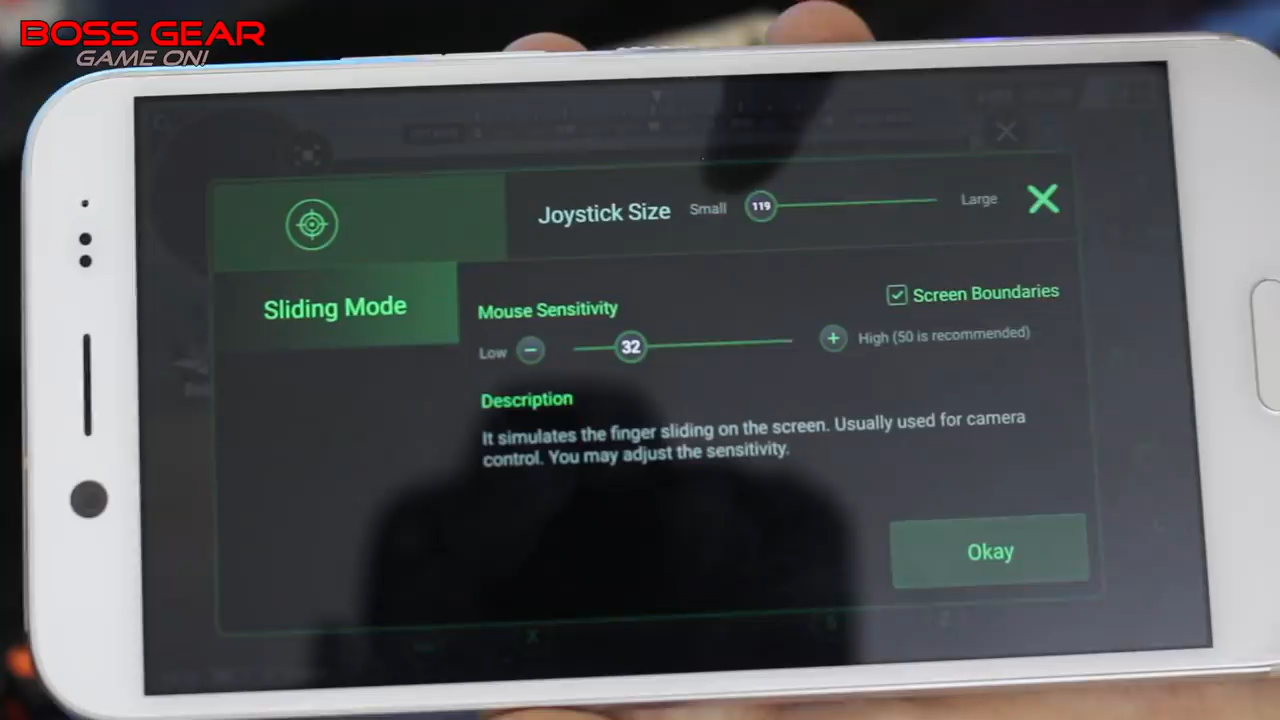 BOSS GEAR
GAME ON!
Joystick Size
Small
119
Large
Sliding Mode
Mouse Sensitivity
Screen Boundaries
Low
32
High (50 is recommended)
Description
It simulates the finger sliding on the screen. Usually used for camera
control. You may adjust the sensitivity.
Okay